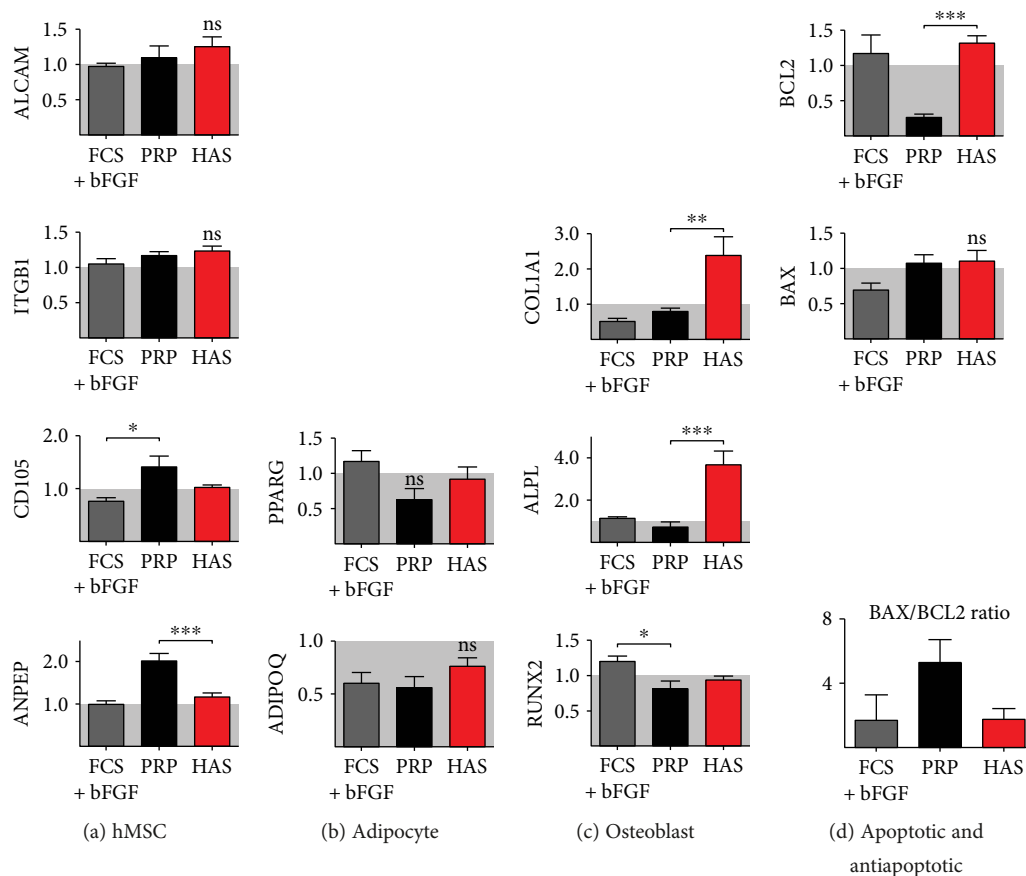 ALCAM
1.5
1.0
0.5
ns
FCS
PRP
HAS
+ bFGF
BCL2
1.5
1.0
0.5
***
FCS
PRP
HAS
+ bFGF
ITGB1
1.5
1.0
0.5
ns
FCS
PRP
HAS
+ bFGF
COL1A1
3.0
2.0
1.0
**
FCS
PRP
HAS
+ bFGF
BAX
1.5
1.0
0.5
ns
FCS
PRP
HAS
+ bFGF
CD105
2.0
1.0
*
FCS
PRP
HAS
+ bFGF
PPARG
1.5
1.0
0.5
ns
FCS
PRP
HAS
+ bFGF
ALPL
4.0
2.0
***
FCS
PRP
HAS
+ bFGF
ANPEP
2.0
1.0
***
FCS
PRP
HAS
+ bFGF
ADIPOQ
1.0
0.5
ns
FCS
PRP
HAS
+ bFGF
RUNX2
1.5
1.0
0.5
*
FCS
PRP
HAS
+ bFGF
BAX/BCL2 ratio
8
4
FCS
PRP
HAS
+ bFGF
(a) hMSC
(b) Adipocyte
(c) Osteoblast
(d) Apoptotic and
antiapoptotic